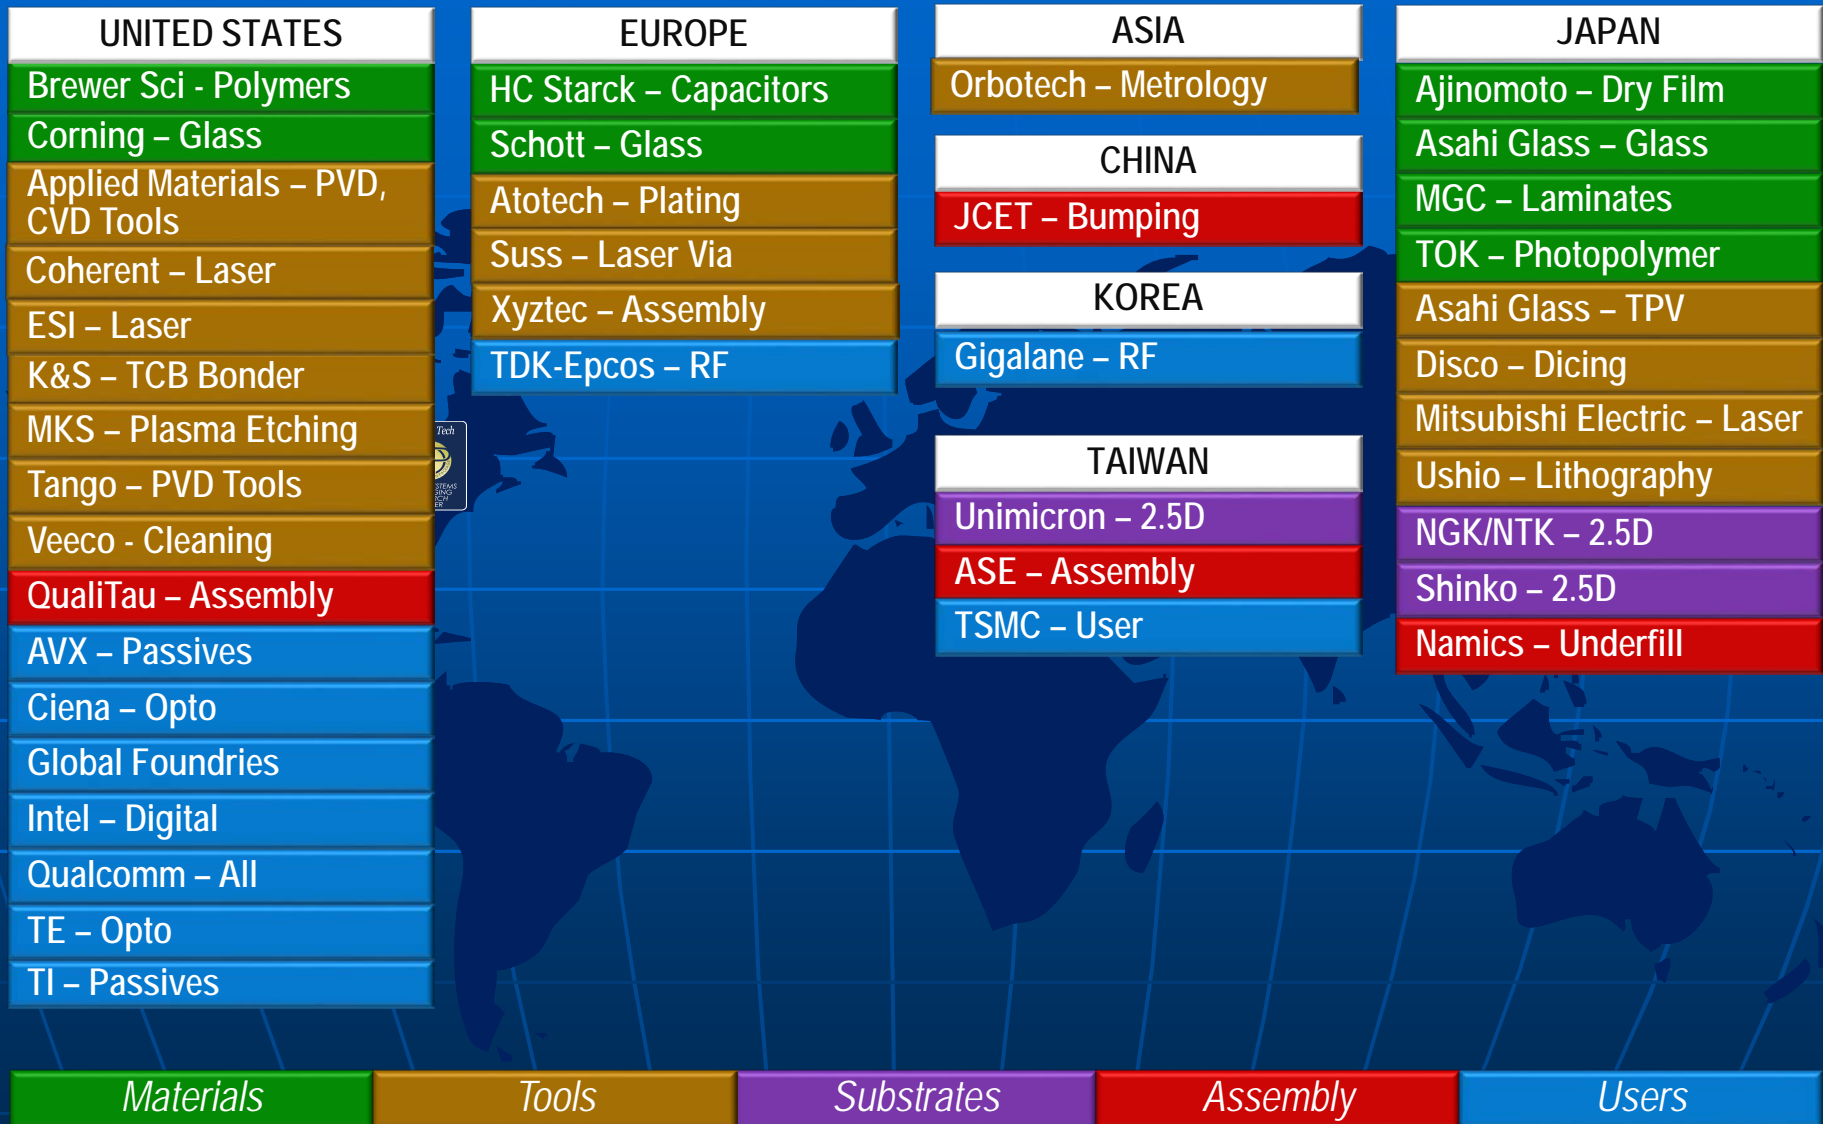 UNITED STATES
Brewer Sci - Polymers
Corning – Glass
Applied Materials – PVD,
CVD Tools
Coherent – Laser
ESI – Laser
K&S – TCB Bonder
MKS – Plasma Etching
Tango – PVD Tools
Veeco - Cleaning
QualiTau – Assembly
AVX – Passives
Ciena – Opto
Global Foundries
Intel – Digital
Qualcomm – All
TE – Opto
TI – Passives
EUROPE
HC Starck – Capacitors
Schott – Glass
Atotech – Plating
Suss – Laser Via
Xyztec – Assembly
TDK-Epcos – RF
Tech
ASIA
Orbotech – Metrology
CHINA
JCET – Bumping
KOREA
Gigalane – RF
TAIWAN
Unimicron – 2.5D
ASE – Assembly
TSMC – User
JAPAN
Ajinomoto – Dry Film
Asahi Glass – Glass
MGC – Laminates
TOK – Photopolymer
Asahi Glass – TPV
Disco – Dicing
Mitsubishi Electric – Laser
Ushio – Lithography
NGK/NTK – 2.5D
Shinko – 2.5D
Namics – Underfill
Materials
Tools
Substrates
Assembly
Users